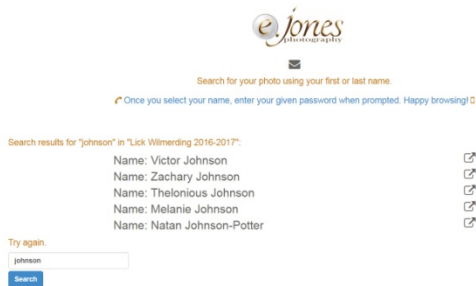 e.jones
photography
Search for your photo using your first or last name.
Once you select your name, enter your given password when prompted. Happy browsing!
Search results for "johnson" in "Lick Wilmerding 2016-2017":
Name: Victor Johnson
Name: Zachary Johnson
Name: Thelonious Johnson
Name: Melanie Johnson
Name: Natan Johnson-Potter
Try again.
johnson
Search